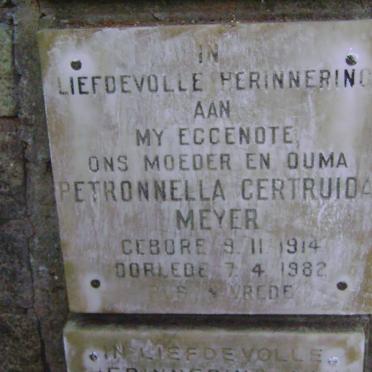 IN
LIEFDEVOLLE HERINNERING
AAN
MY EGGENOTE,
ONS MOEDER EN OUMA
PETRONNELLA GERTRUIDA
MEYER
GEBORE 9. 11 1914
OORLEDE 7. 4 1982
VREDE
IN LIEFDEVOLLE